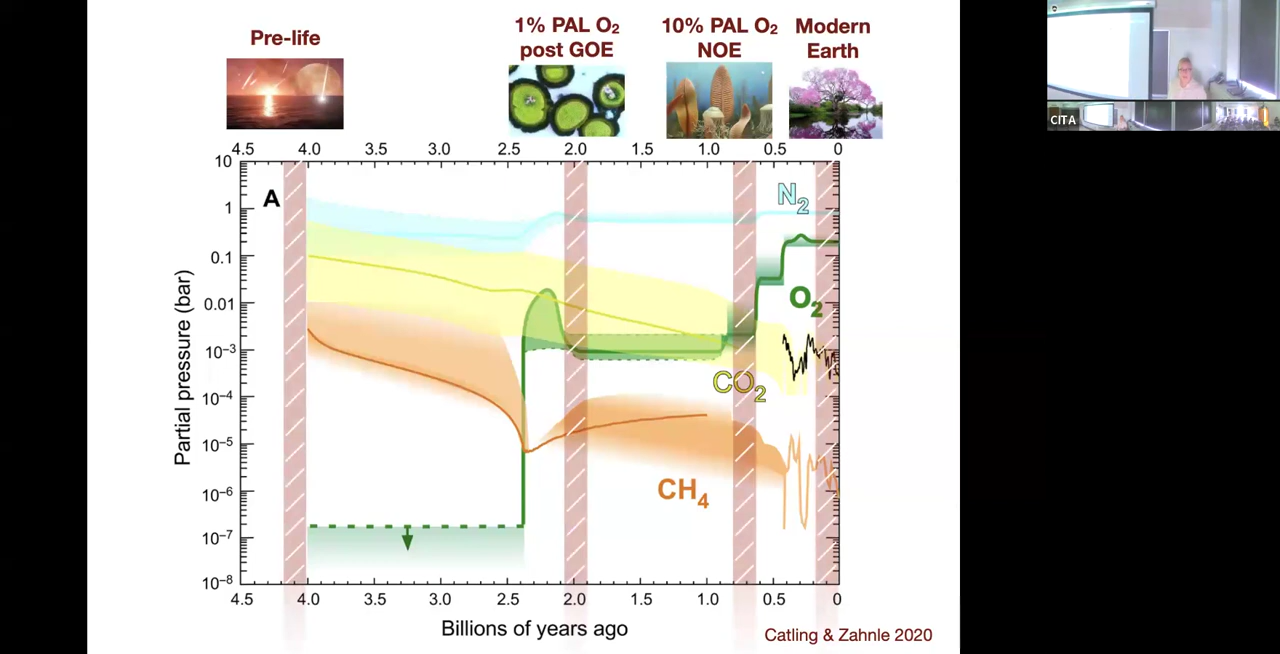 Pre-life
1% PAL O₂
post GOE
10% PAL O₂
NOE
Modern
Earth
CITA
4.5 4.0 3.5 3.0 2.5 2.0 1.5 1.0 0.5 0
A
N₂
O₂
CO₂
CH₄
10
1
0.1
0.01
10⁻³
10⁻⁴
10⁻⁵
10⁻⁶
10⁻⁷
10⁻⁸
Partial pressure (bar)
4.5 4.0 3.5 3.0 2.5 2.0 1.5 1.0 0.5 0
Billions of years ago
Catling & Zahnle 2020